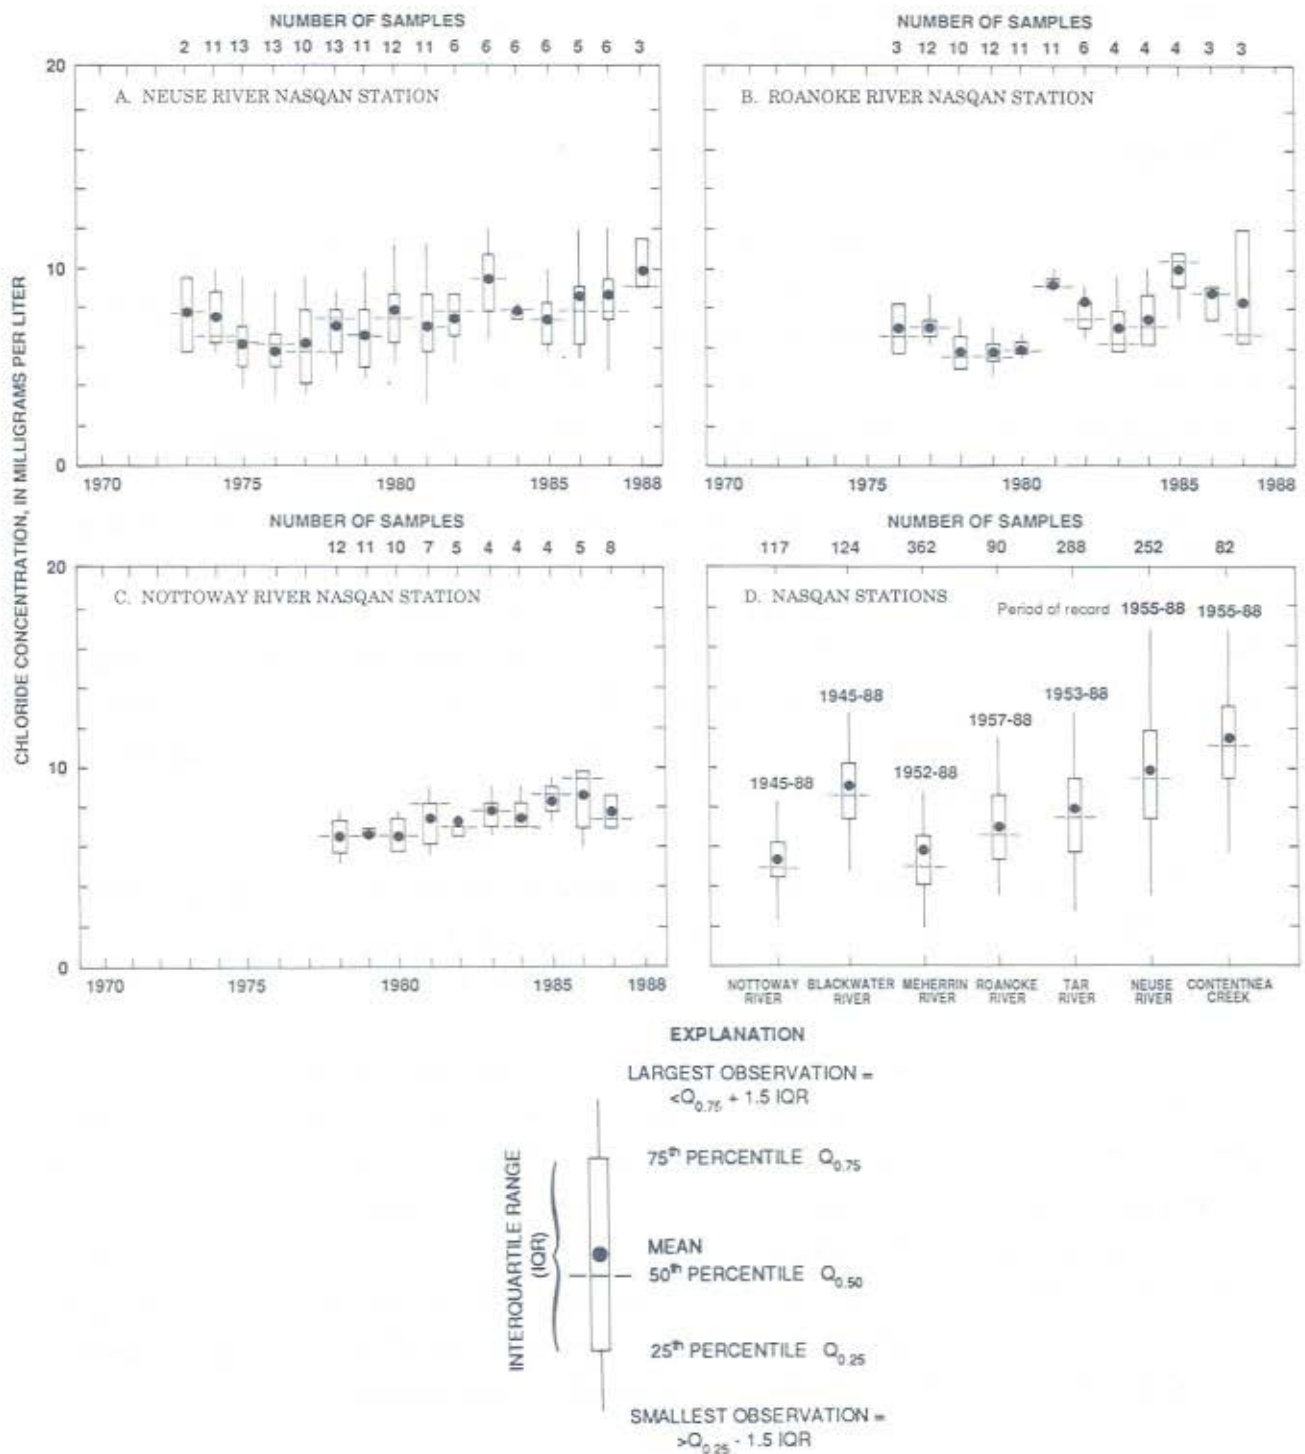 NUMBER OF SAMPLES
2 11 13 13 10 13 11 12 11 6 6 6 6 5 6 3
A. NEUSE RIVER NASQAN STATION
20
10
0
1970 1975 1980 1985 1988
NUMBER OF SAMPLES
3 12 10 12 11 11 6 4 4 4 3 3
B. ROANOKE RIVER NASQAN STATION
1970 1975 1980 1985 1988
CHLORIDE CONCENTRATION, IN MILLIGRAMS PER LITER
NUMBER OF SAMPLES
12 11 10 7 5 4 4 4 5 8
C. NOTTOWAY RIVER NASQAN STATION
20
10
0
1970 1975 1980 1985 1988
NUMBER OF SAMPLES
117 124 362 90 288 252 82
D. NASQAN STATIONS
Period of record 1955-88 1955-88
1945-88 1953-88
1957-88
1945-88 1952-88
NOTTOWAY RIVER
BLACKWATER RIVER
MEHERRIN RIVER
ROANOKE RIVER
TAR RIVER
NEUSE RIVER
CONTENTNEA CREEK
EXPLANATION
LARGEST OBSERVATION =
<Q0.75 + 1.5 IQR
75th PERCENTILE Q0.75
INTERQUARTILE RANGE
(IQR)
MEAN
50th PERCENTILE Q0.50
25th PERCENTILE Q0.25
SMALLEST OBSERVATION =
>Q0.25 - 1.5 IQR